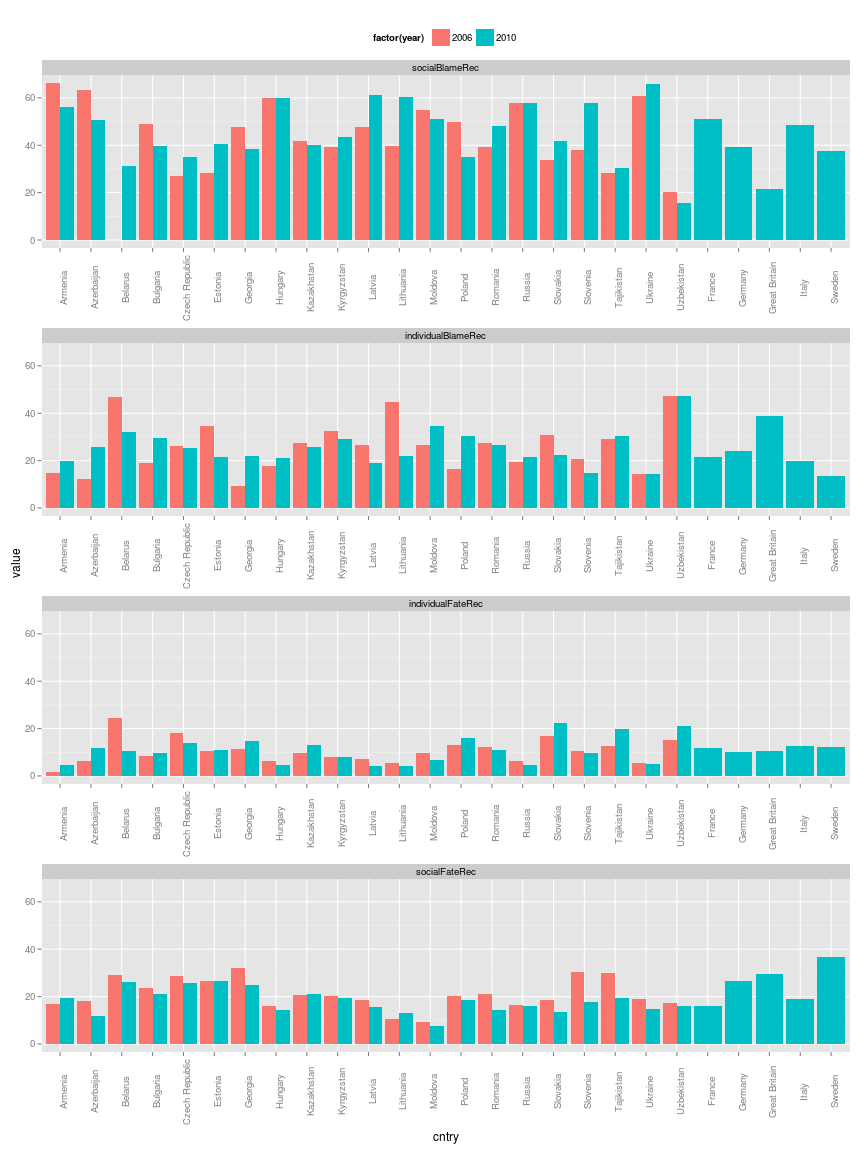 factor(year) 2006 2010
socialBlameRec
60
40
20
0
Armenia Azerbaijan Belarus Bulgaria Czech Republic Estonia Georgia Hungary Kazakhstan Kyrgyzstan Latvia Lithuania Moldova Poland Romania Russia Slovakia Slovenia Tajikistan Ukraine Uzbekistan France Germany Great Britain Italy Sweden
individualBlameRec
60
40
20
0
Armenia Azerbaijan Belarus Bulgaria Czech Republic Estonia Georgia Hungary Kazakhstan Kyrgyzstan Latvia Lithuania Moldova Poland Romania Russia Slovakia Slovenia Tajikistan Ukraine Uzbekistan France Germany Great Britain Italy Sweden
value
individualFateRec
60
40
20
0
Armenia Azerbaijan Belarus Bulgaria Czech Republic Estonia Georgia Hungary Kazakhstan Kyrgyzstan Latvia Lithuania Moldova Poland Romania Russia Slovakia Slovenia Tajikistan Ukraine Uzbekistan France Germany Great Britain Italy Sweden
socialFateRec
60
40
20
0
Armenia Azerbaijan Belarus Bulgaria Czech Republic Estonia Georgia Hungary Kazakhstan Kyrgyzstan Latvia Lithuania Moldova Poland Romania Russia Slovakia Slovenia Tajikistan Ukraine Uzbekistan France Germany Great Britain Italy Sweden
cntry